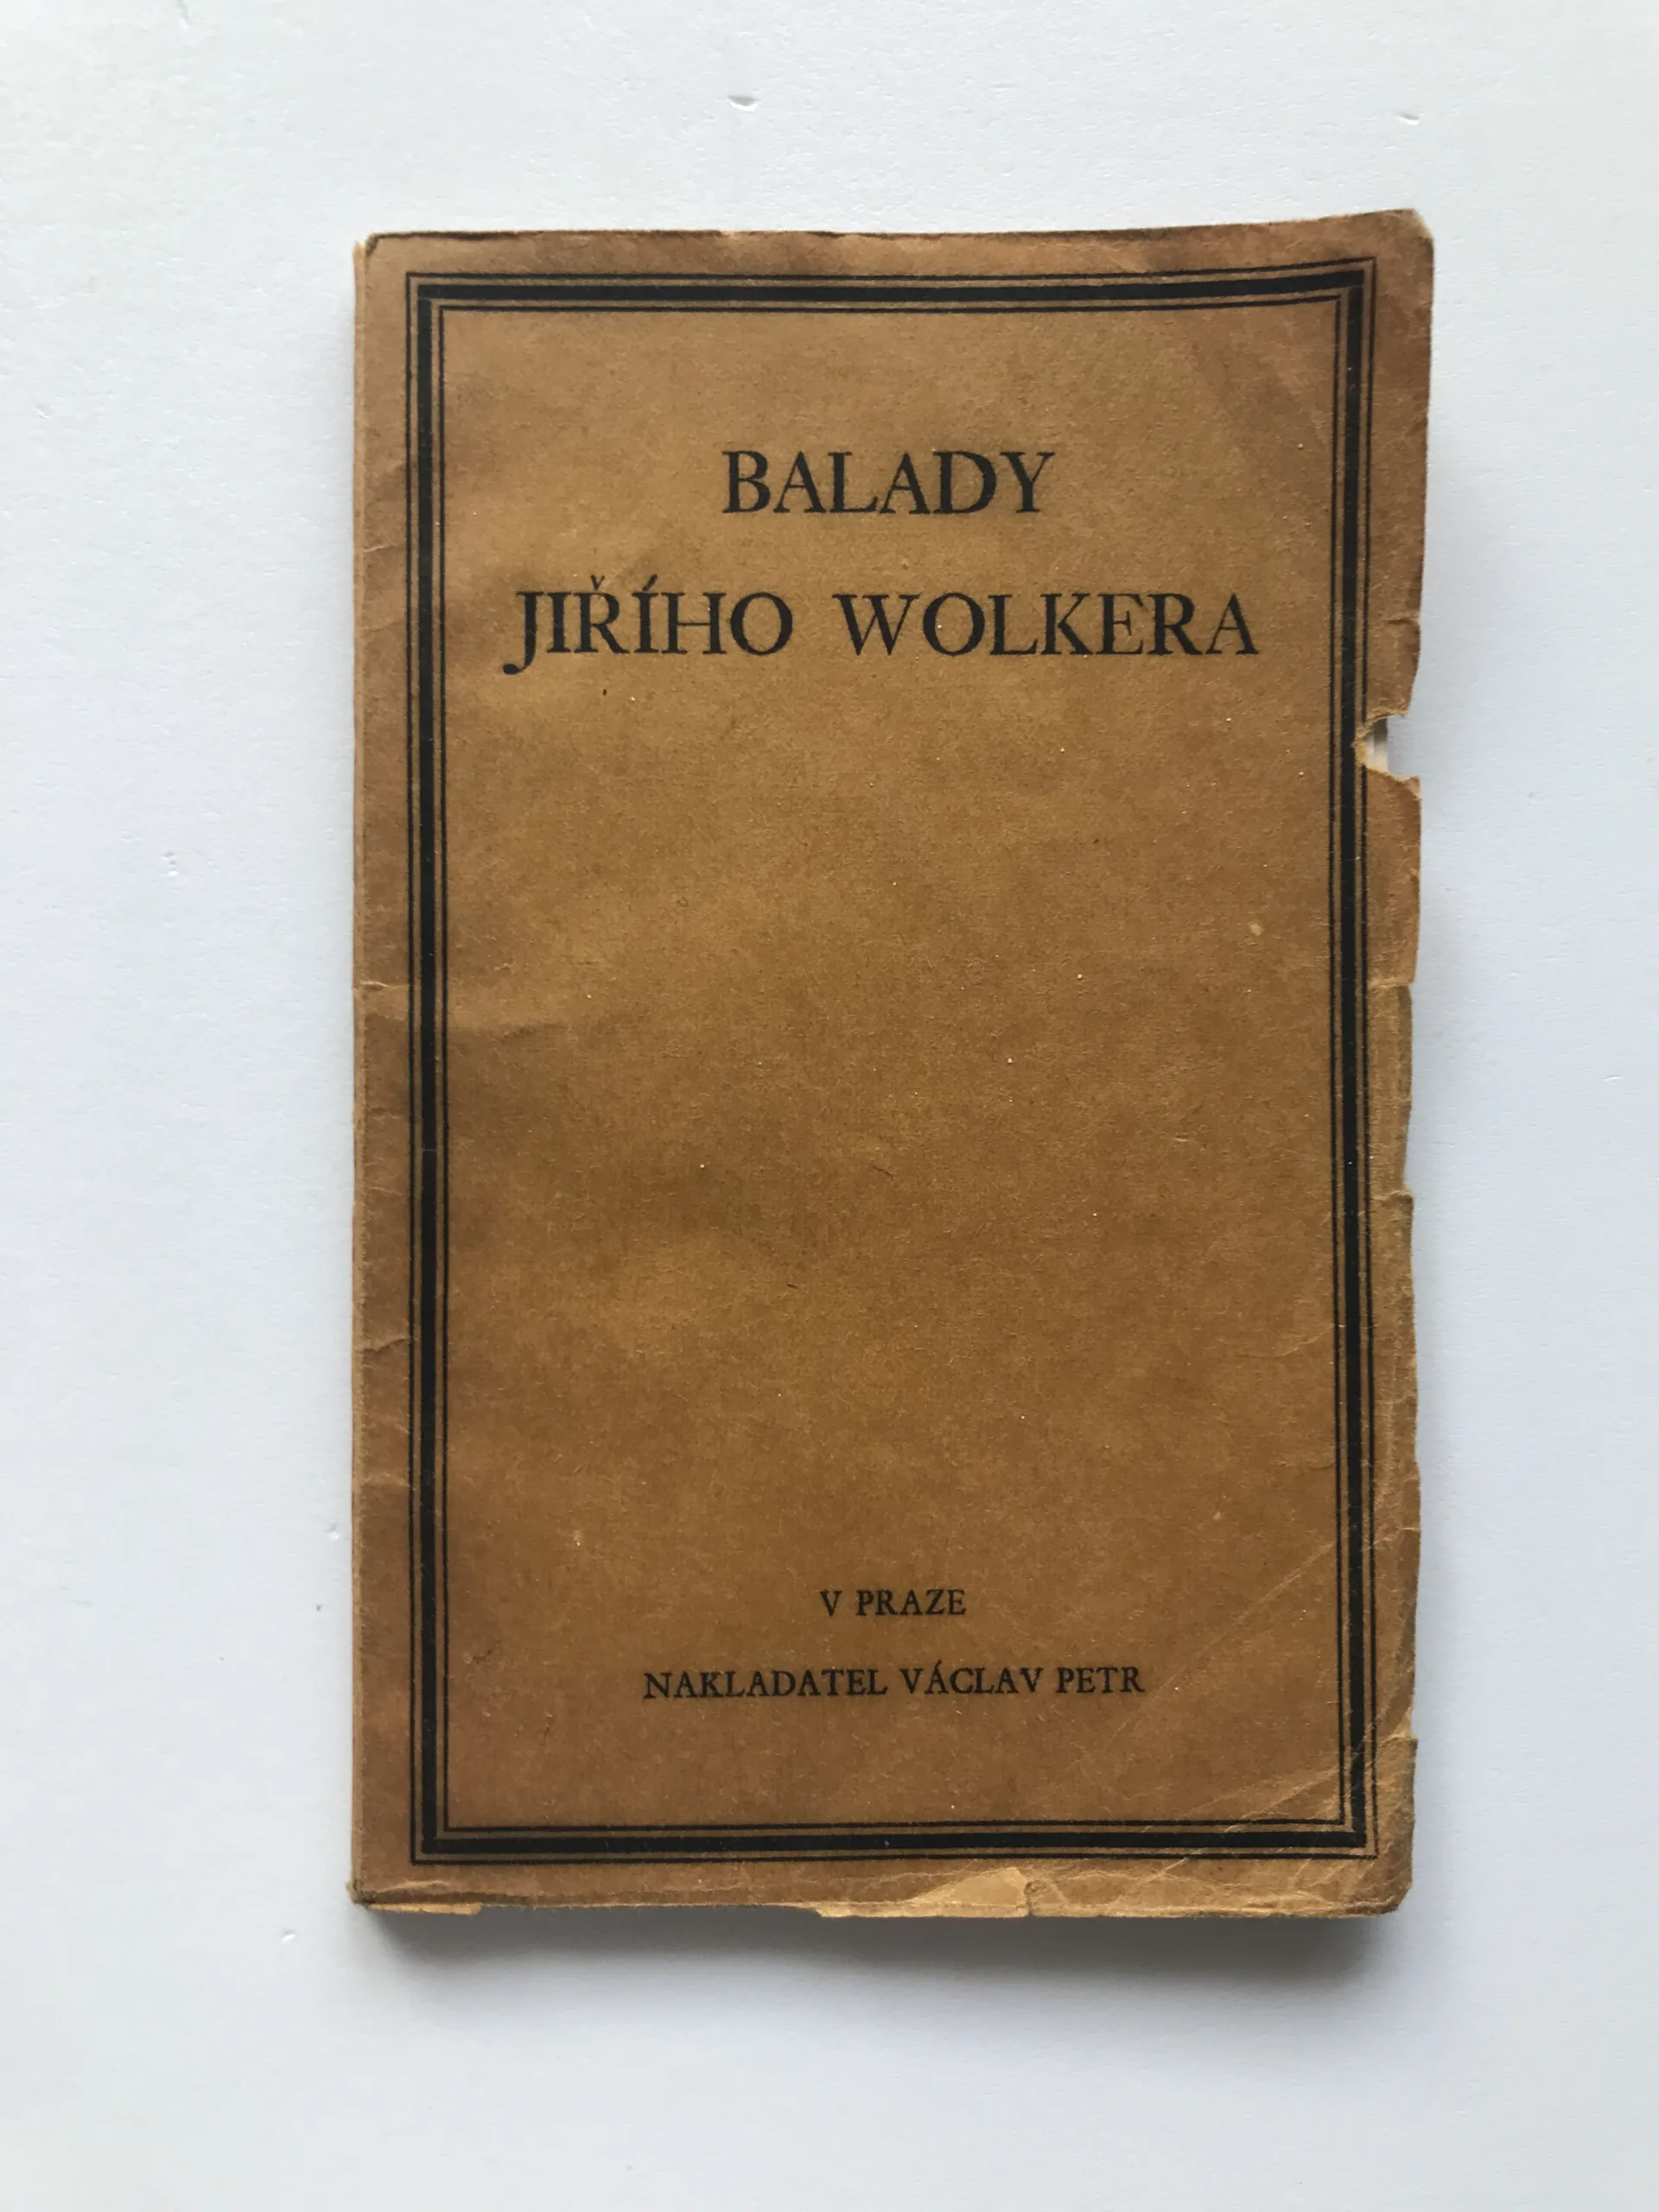 BALADY
JIŘÍHO WOLKERA
V PRAZE
NAKLADATEL VÁCLAV PETR